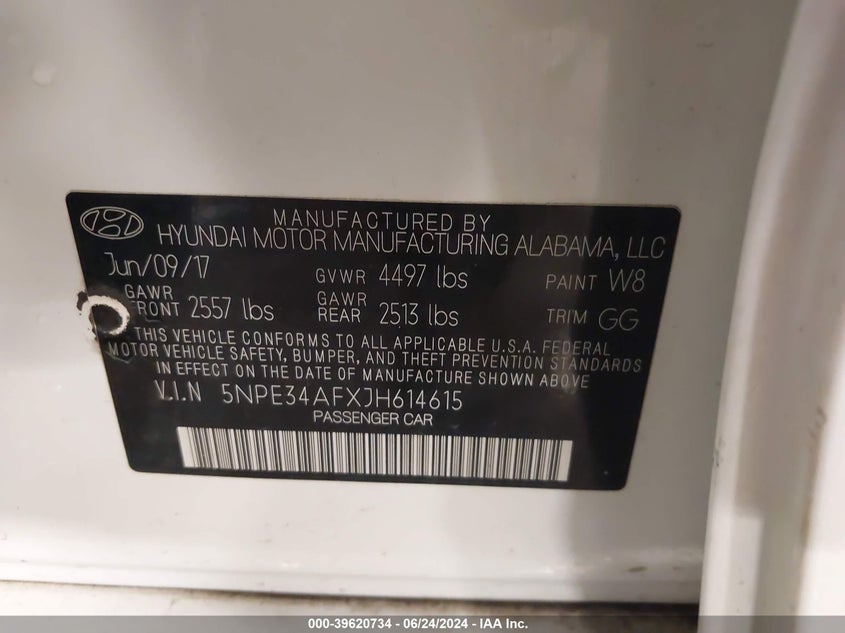 MANUFACTURED BY
HYUNDAI MOTOR MANUFACTURING ALABAMA, LLC
Jun/09/17 GVWR 4497 lbs PAINT W8
GAWR FRONT 2557 lbs GAWR REAR 2513 lbs TRIM GG
THIS VEHICLE CONFORMS TO ALL APPLICABLE U.S.A. FEDERAL
MOTOR VEHICLE SAFETY, BUMPER, AND THEFT PREVENTION STANDARDS
IN EFFECT ON THE DATE OF MANUFACTURE SHOWN ABOVE.
V.I.N 5NPE34AFXJH614615
PASSENGER CAR
000-39620734 - 06/24/2024 - IAA Inc.